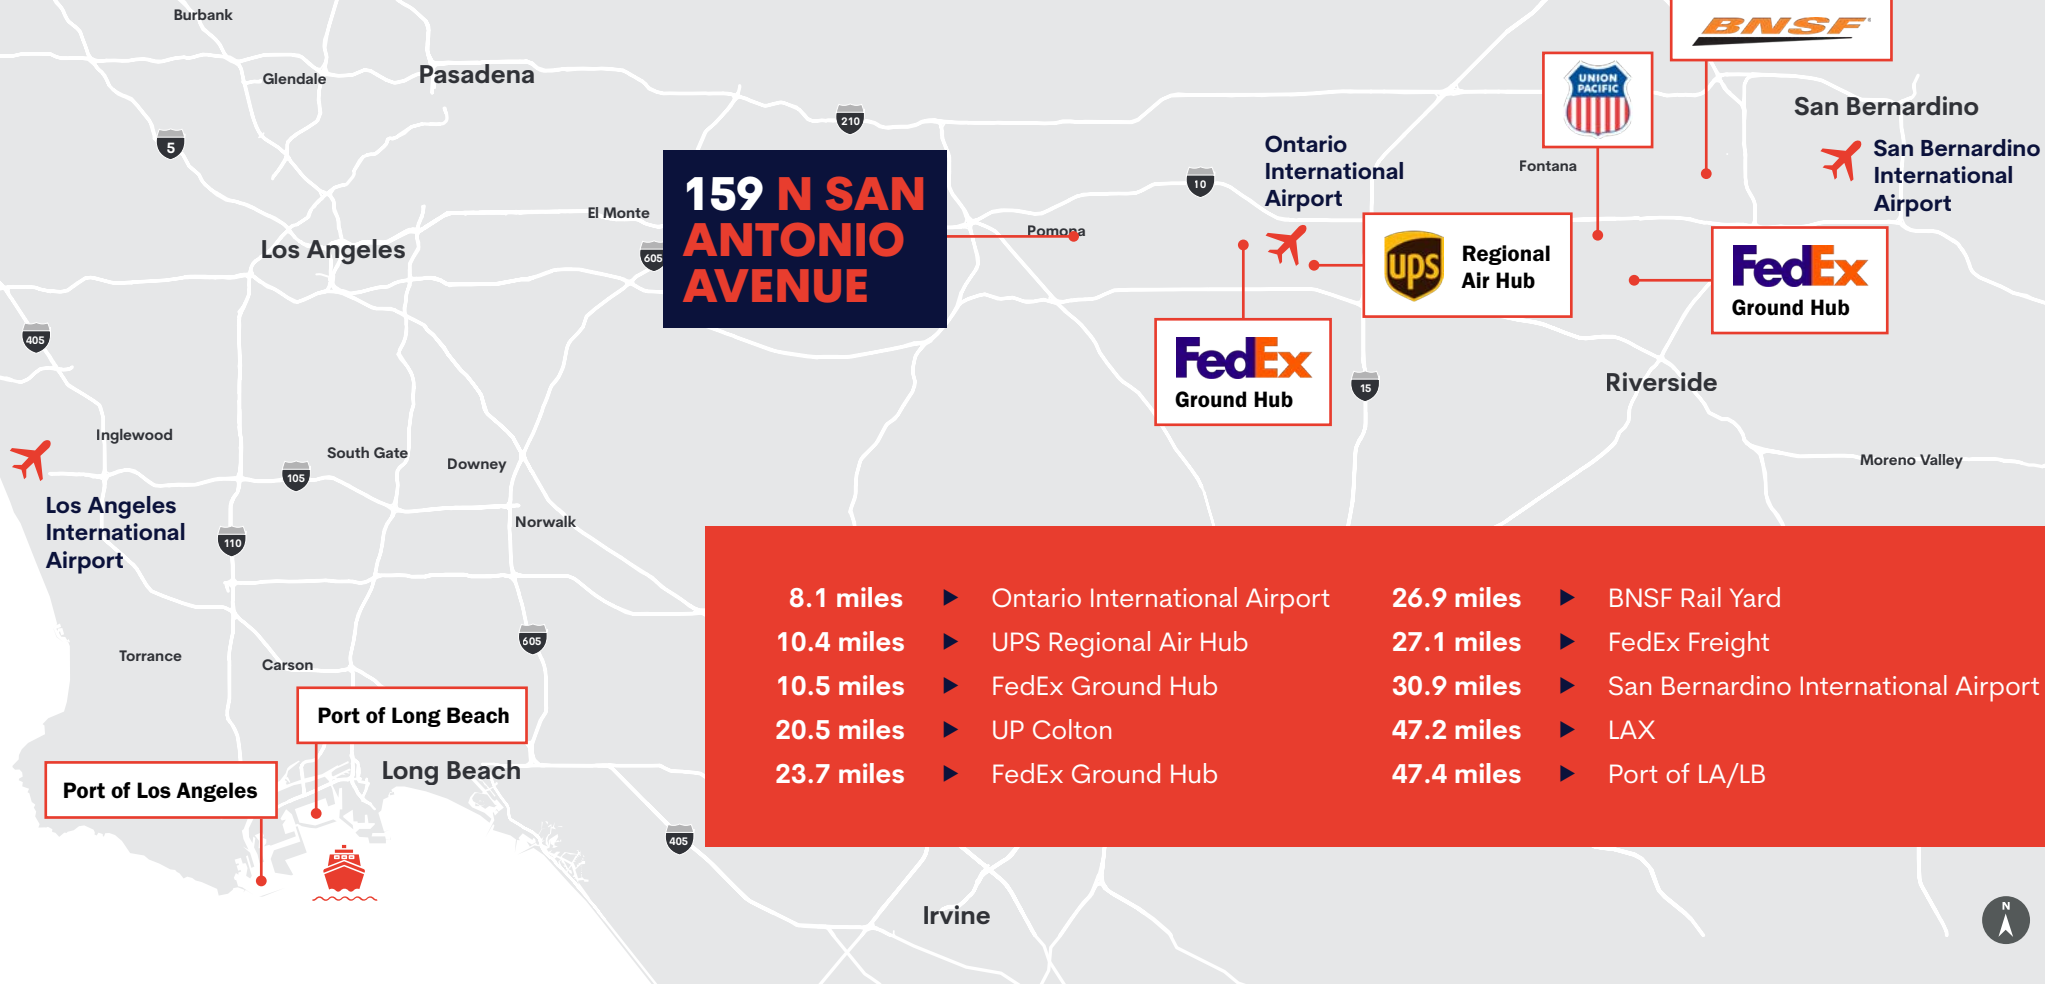 Burbank
Glendale
Pasadena
5
210
BNSF
UNION
PACIFIC
San Bernardino
Ontario
International
Airport
Fontana
San Bernardino
International
Airport
10
El Monte
605
159 N SAN
ANTONIO
AVENUE
Pomona
Los Angeles
ups
Regional
Air Hub
FedEx
Ground Hub
405
FedEx
Ground Hub
15
Riverside
Inglewood
South Gate
Downey
105
Moreno Valley
Los Angeles
International
Airport
110
Norwalk
605
Torrance
Carson
Port of Long Beach
Long Beach
Port of Los Angeles
405
8.1 miles ▶ Ontario International Airport
10.4 miles ▶ UPS Regional Air Hub
10.5 miles ▶ FedEx Ground Hub
20.5 miles ▶ UP Colton
23.7 miles ▶ FedEx Ground Hub
26.9 miles ▶ BNSF Rail Yard
27.1 miles ▶ FedEx Freight
30.9 miles ▶ San Bernardino International Airport
47.2 miles ▶ LAX
47.4 miles ▶ Port of LA/LB
Irvine
N